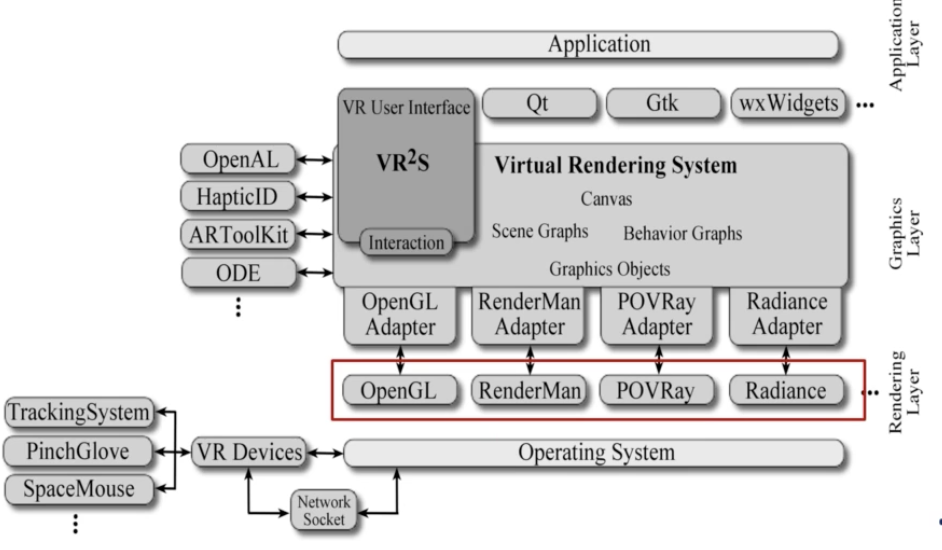 Application
Application
Layer
VR User Interface
Qt
Gtk
wxWidgets
...
VR²S
Virtual Rendering System
Canvas
Scene Graphs
Behavior Graphs
Graphics Objects
Interaction
Graphics
Layer
OpenAL
HapticID
ARToolKit
ODE
OpenGL
Adapter
RenderMan
Adapter
POVRay
Adapter
Radiance
Adapter
OpenGL
RenderMan
POVRay
Radiance
...
Rendering
Layer
TrackingSystem
PinchGlove
SpaceMouse
VR Devices
Operating System
Network
Socket